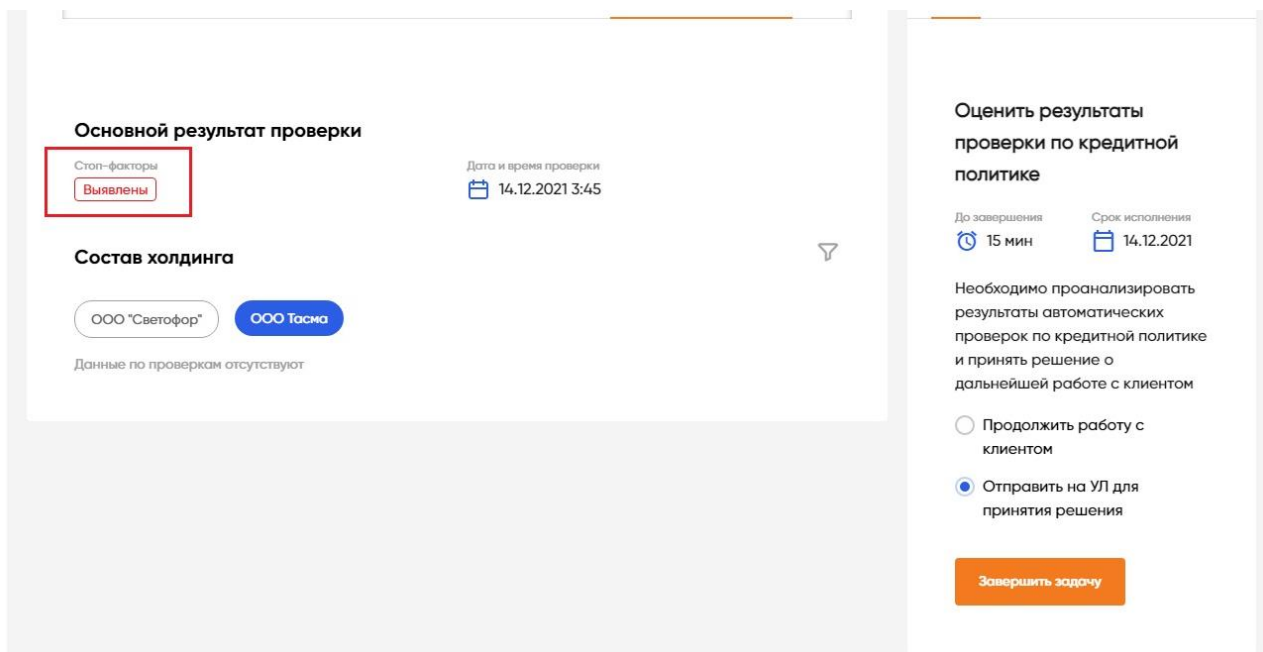 Основной результат проверки
Стоп-факторы
Дата и время проверки
Выявлены
14.12.2021 3:45
Состав холдинга
ООО "Светофор"
ООО Тасма
Данные по проверкам отсутствуют
Оценить результаты
проверки по кредитной
политике
До завершения
Срок исполнения
15 мин
14.12.2021
Необходимо проанализировать
результаты автоматических
проверок по кредитной политике
и принять решение о
дальнейшей работе с клиентом
Продолжить работу с
клиентом
Отправить на УЛ для
принятия решения
Завершить задачу